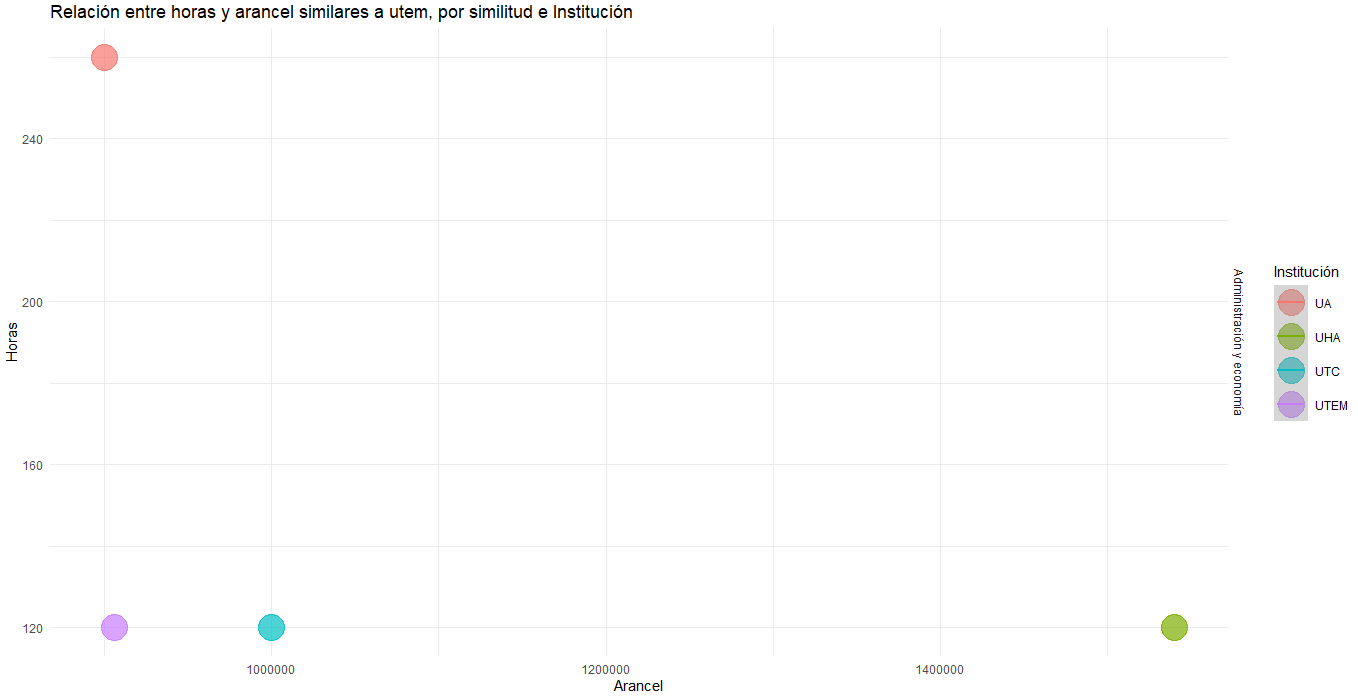 Relación entre horas y arancel similares a utem, por similitud e Institución
240
200
160
120
Horas
1000000
1200000
1400000
Arancel
Administración y economía
Institución
UA
UHA
UTC
UTEM